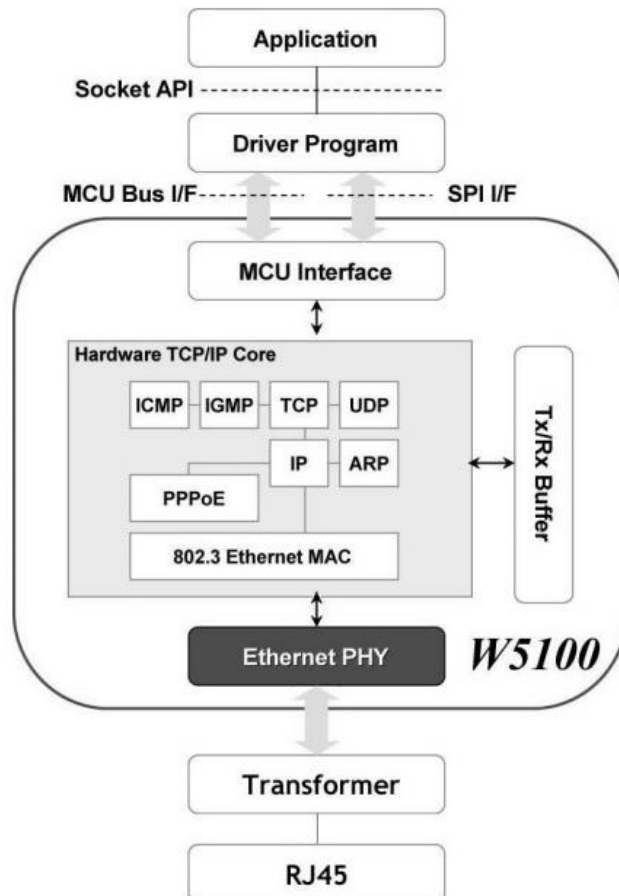 Application
Socket API
Driver Program
MCU Bus I/F
SPI I/F
MCU Interface
Hardware TCP/IP Core
ICMP
IGMP
TCP
UDP
IP
ARP
PPPoE
802.3 Ethernet MAC
Tx/Rx Buffer
Ethernet PHY
W5100
Transformer
RJ45